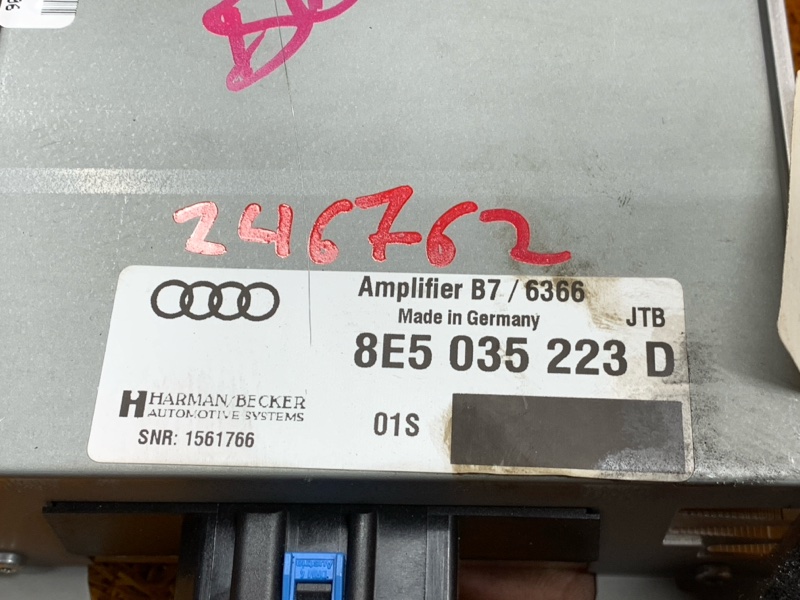 246762
Amplifier B7 / 6366
Made in Germany
JTB
8E5 035 223 D
HARMAN/BECKER
AUTOMOTIVE SYSTEMS
SNR: 1561766
01S